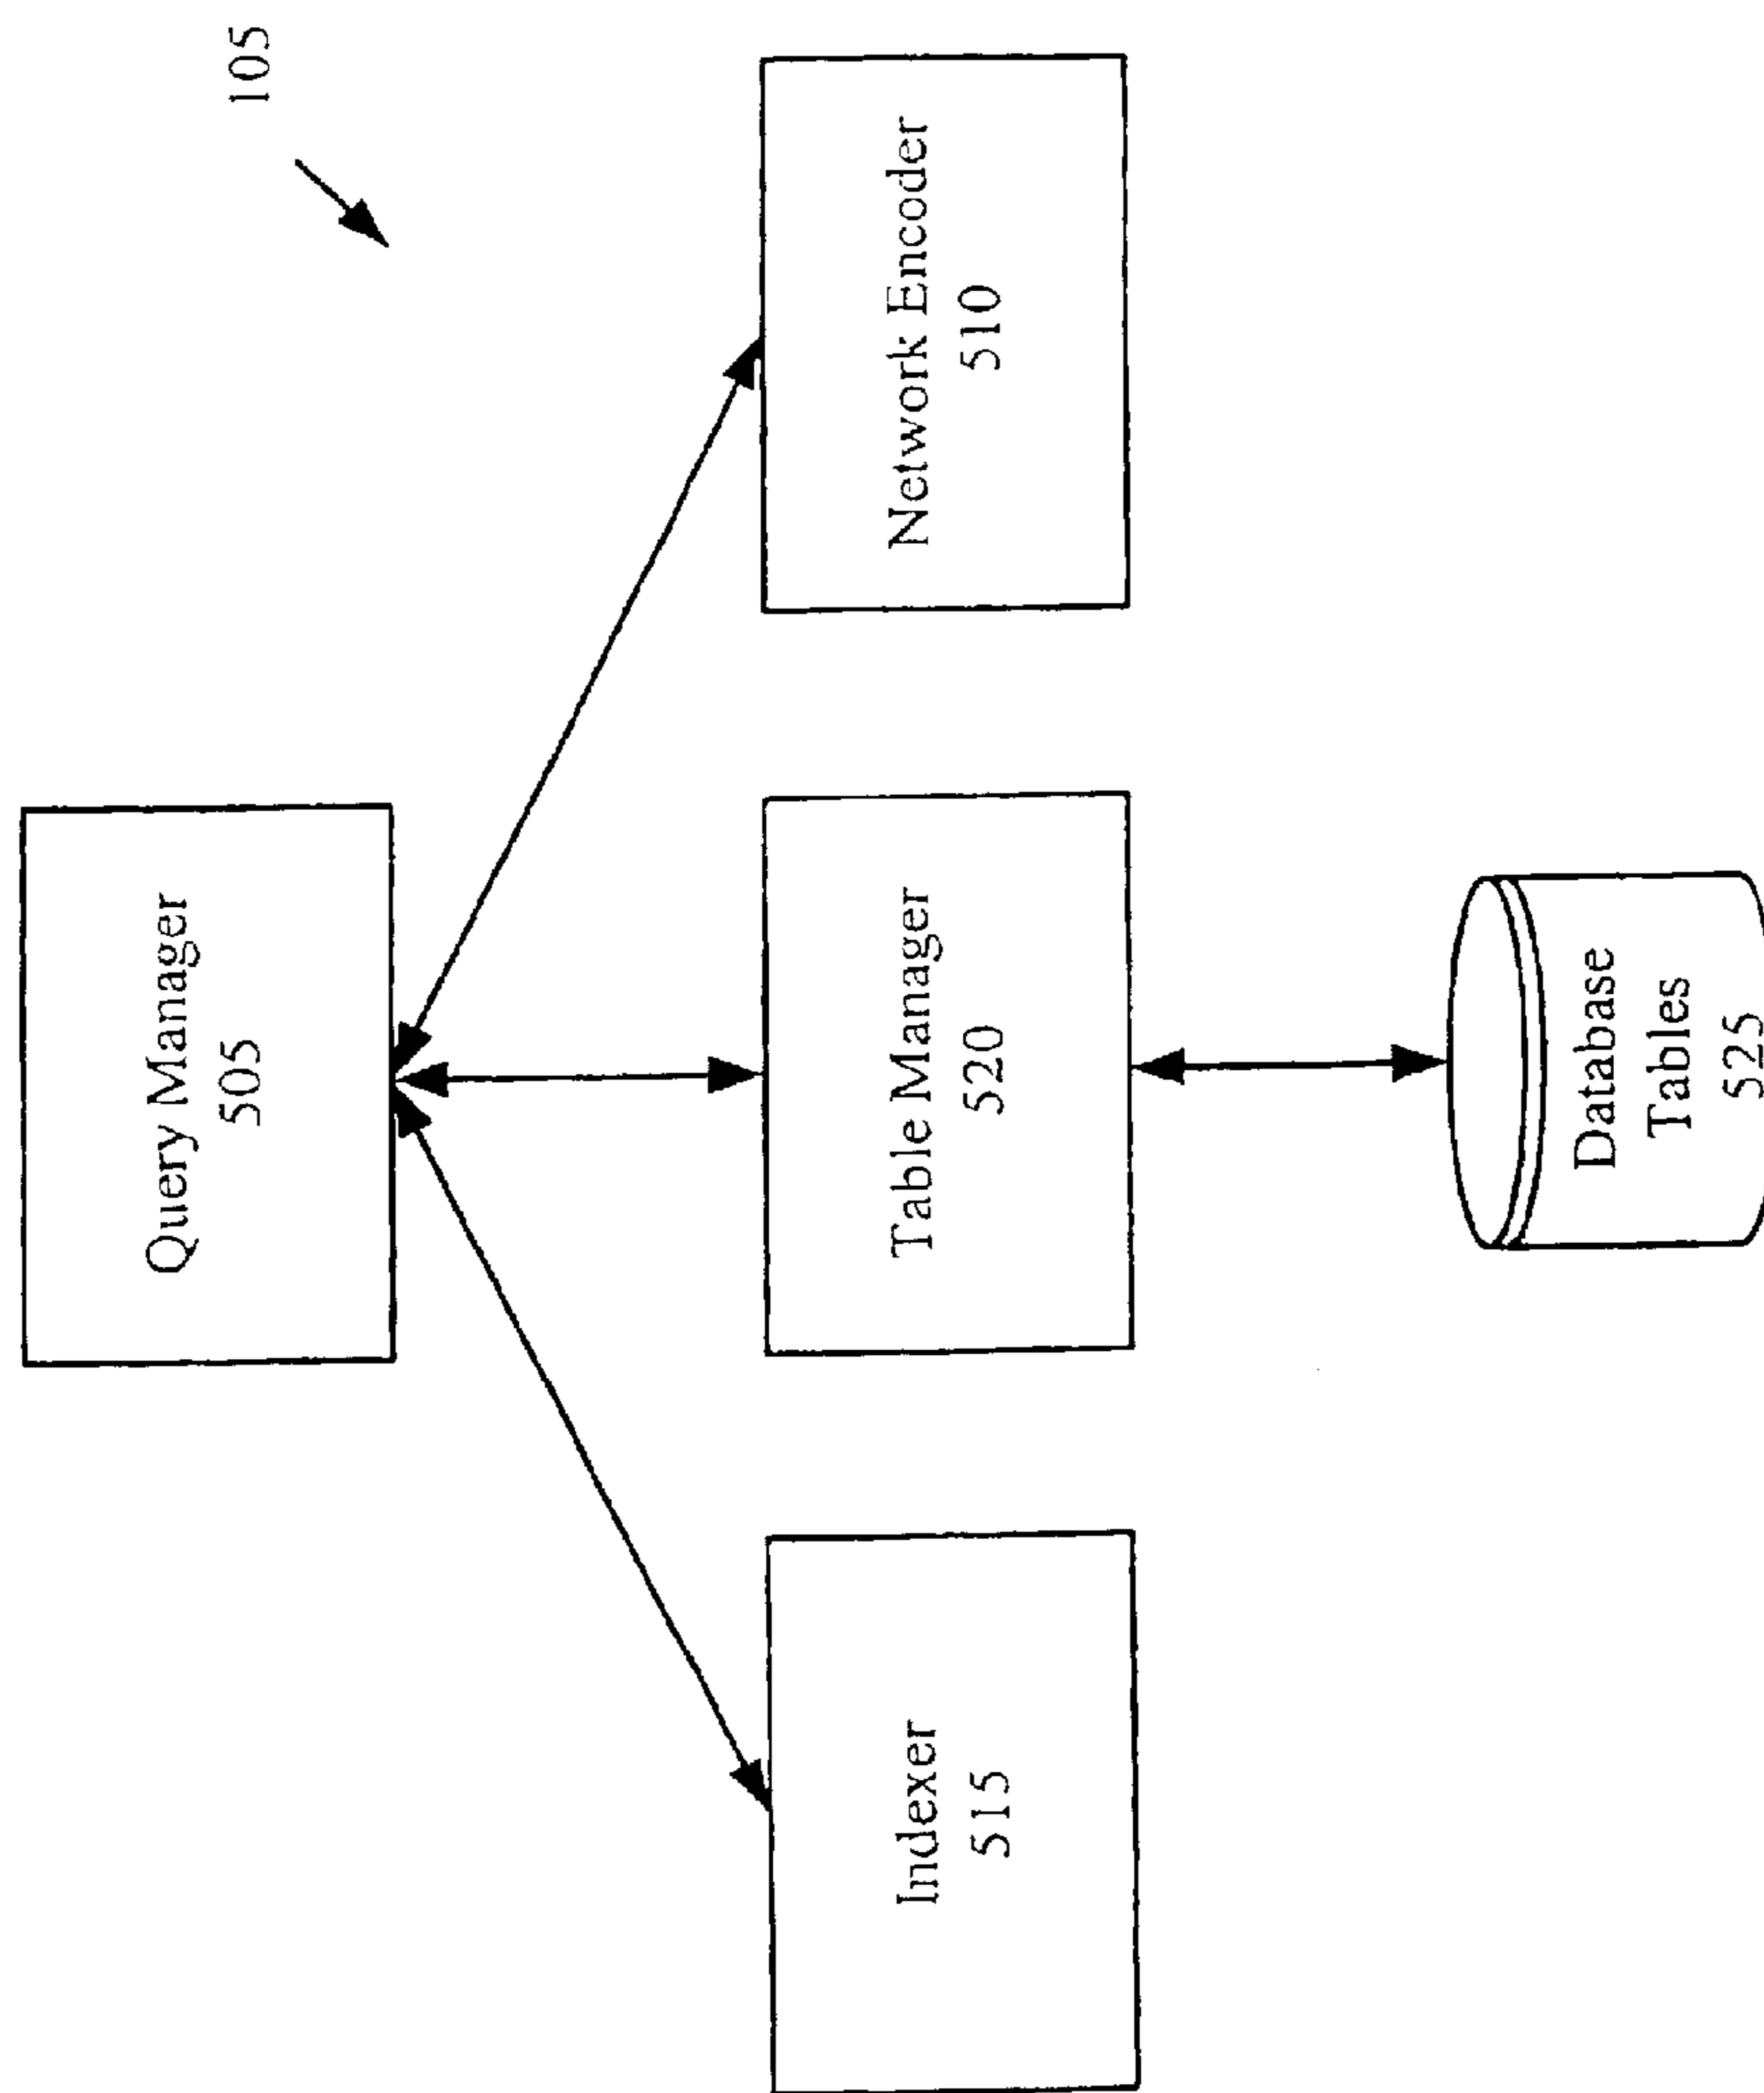 105
Query Manager
505
Indexer
515
Table Manager
520
Network Encoder
510
Database
Tables
525